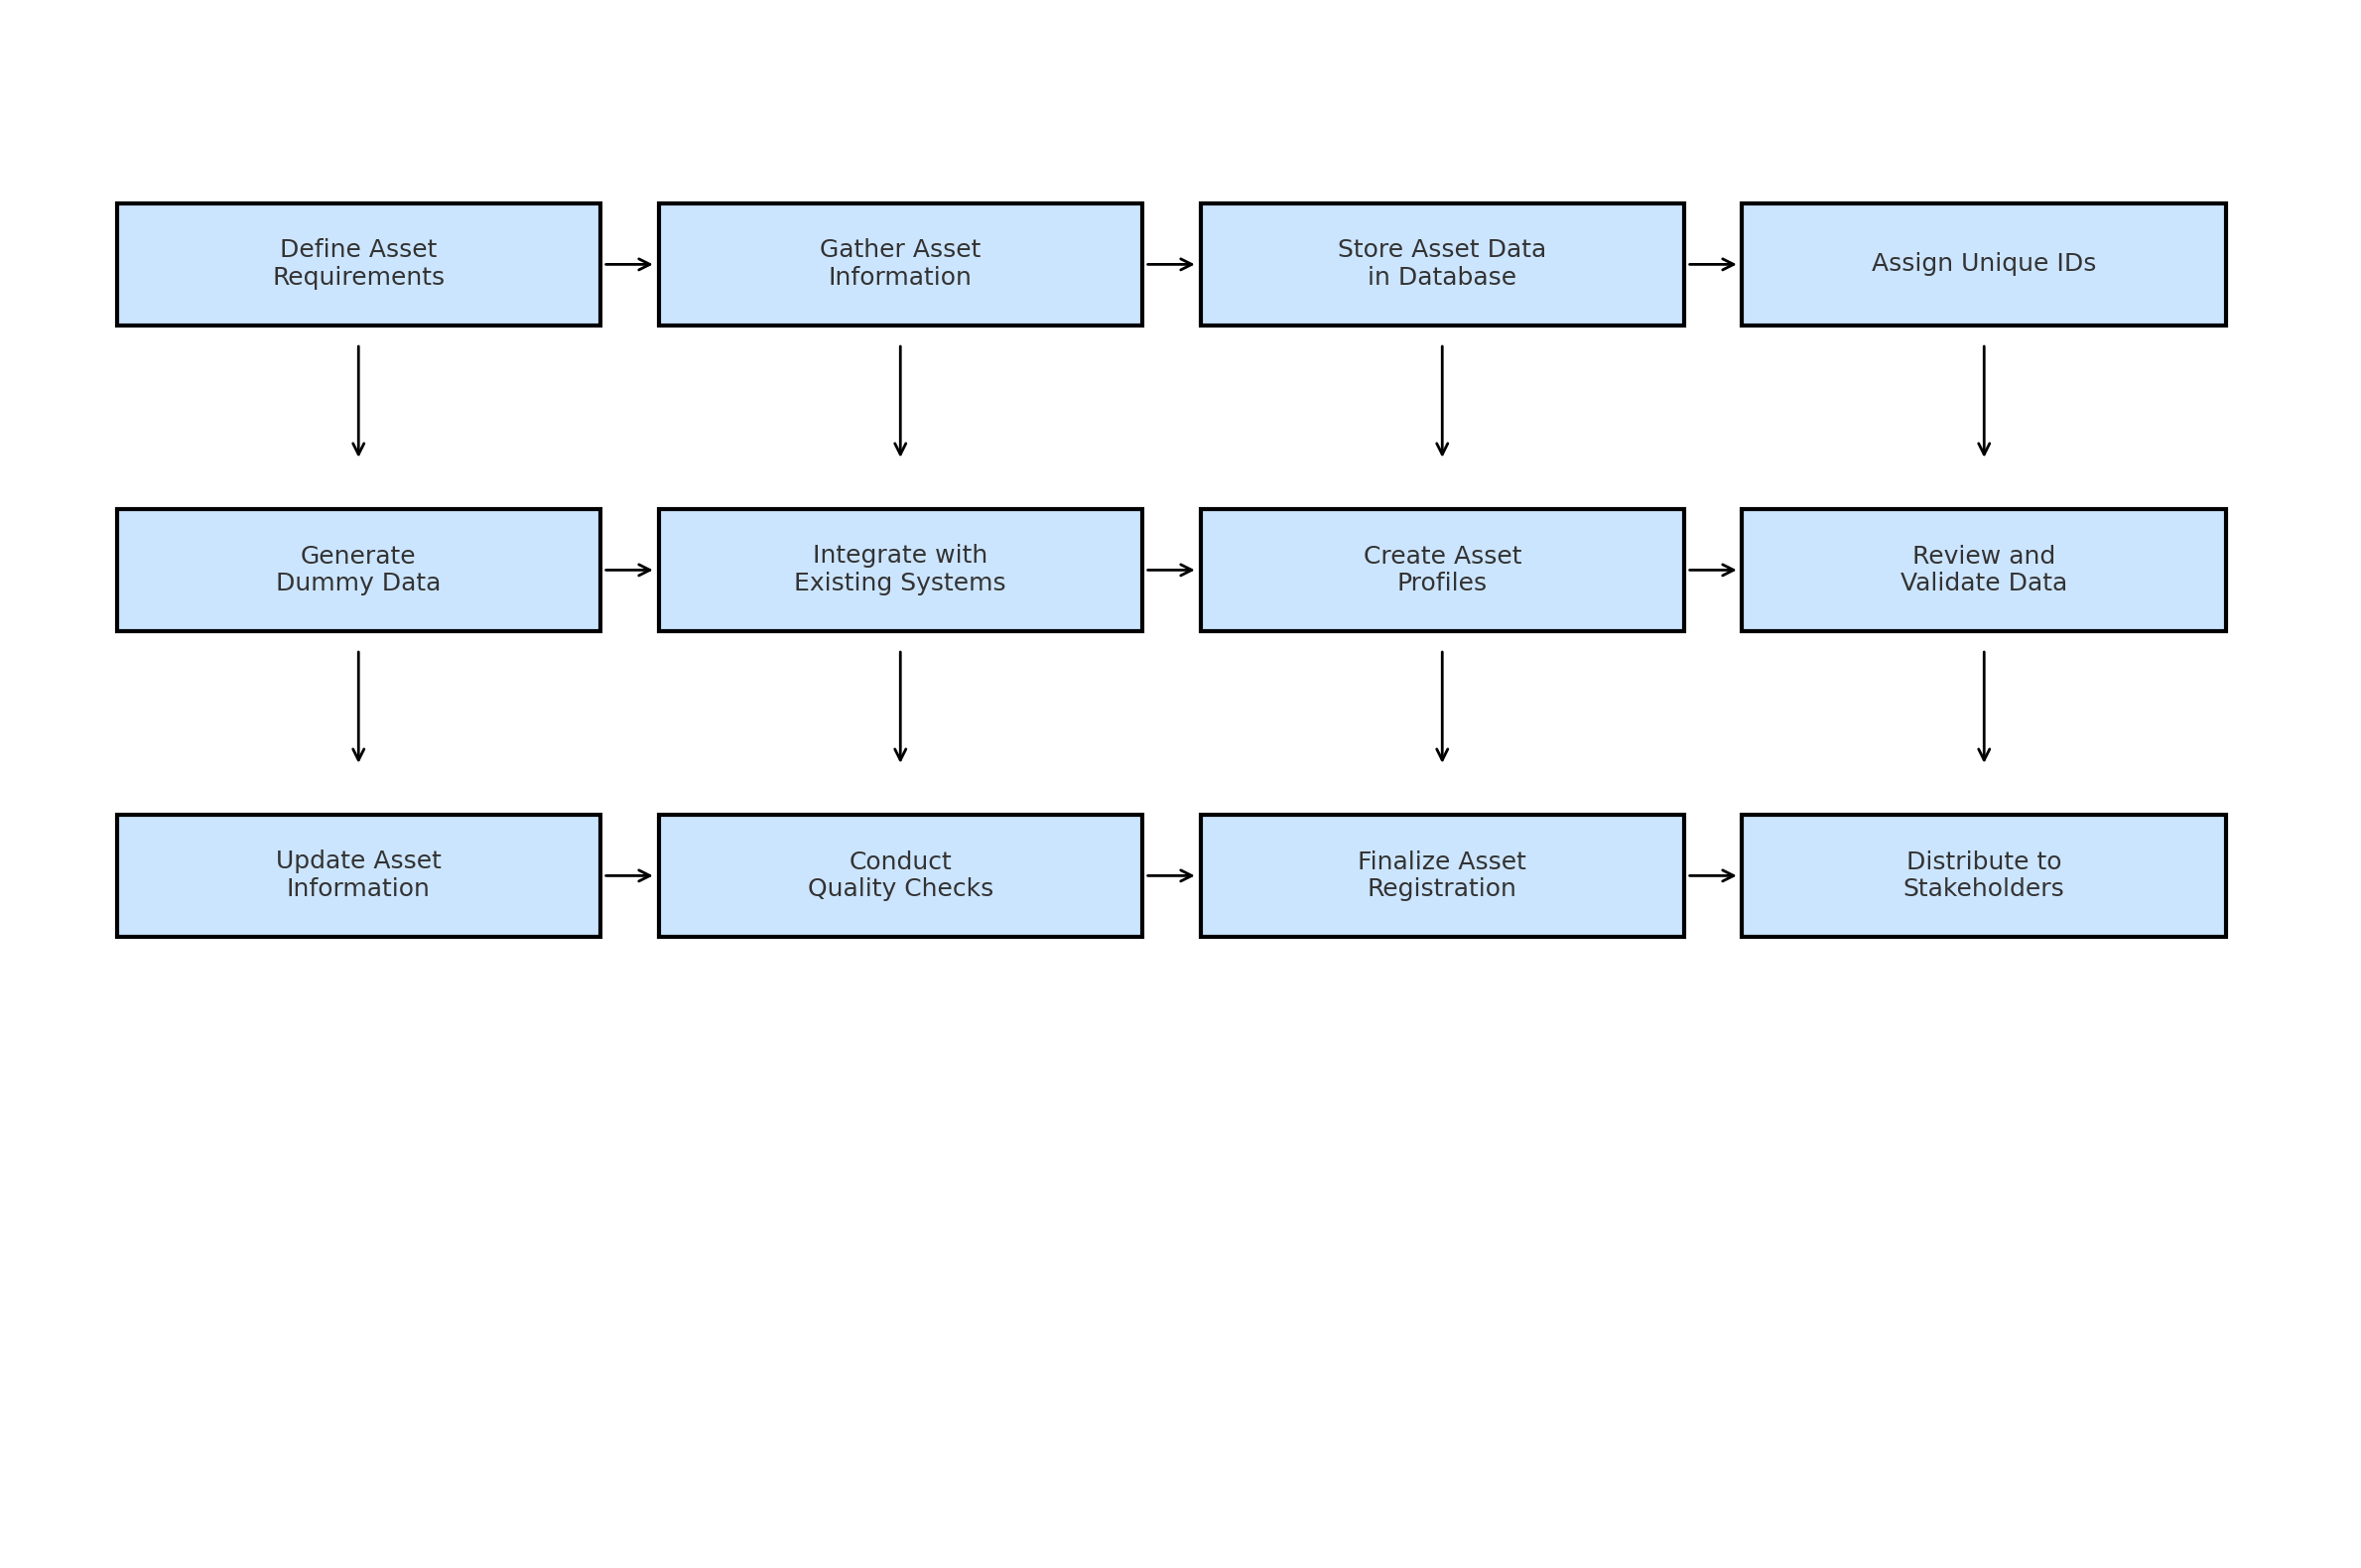 Define Asset
Requirements
Gather Asset
Information
Store Asset Data
in Database
Assign Unique IDs
Generate
Dummy Data
Integrate with
Existing Systems
Create Asset
Profiles
Review and
Validate Data
Update Asset
Information
Conduct
Quality Checks
Finalize Asset
Registration
Distribute to
Stakeholders